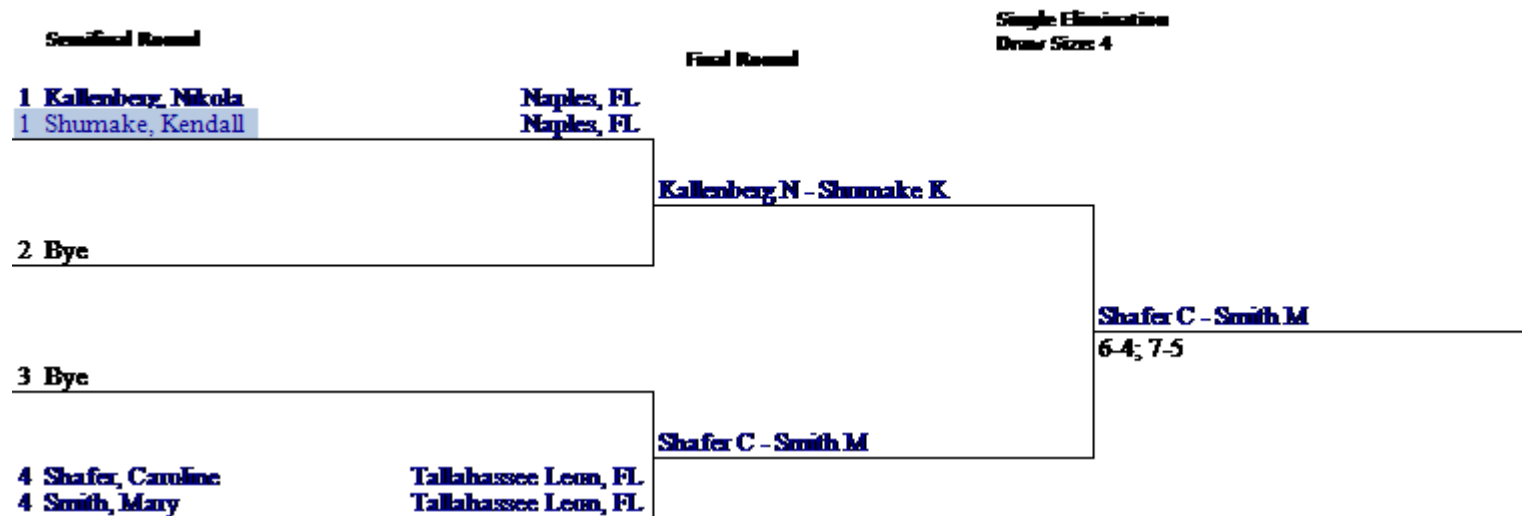 Single Elimination
Draw Size: 4
Semifinal Round
Final Round
1 Kallenberg, Nikola Naples, FL
1 Shumake, Kendall Naples, FL
Kallenberg N - Shumake K
2 Bye
Shafer C - Smith M
6-4; 7-5
3 Bye
Shafer C - Smith M
4 Shafer, Caroline Tallahassee Leon, FL
4 Smith, Mary Tallahassee Leon, FL